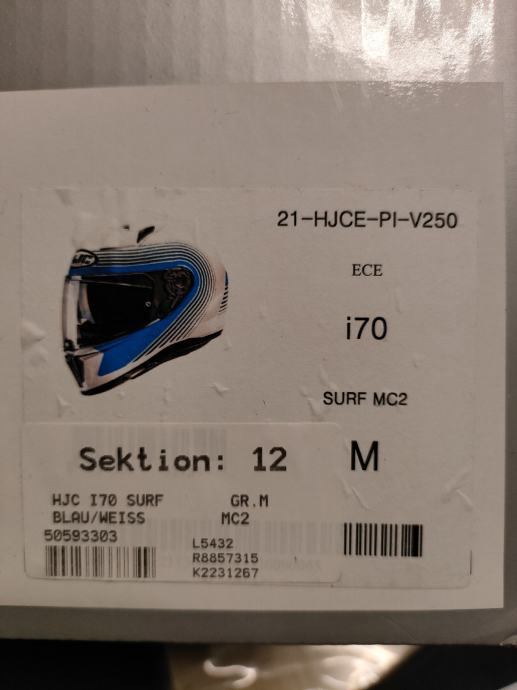 21-HJCE-PI-V250
ECE
i70
SURF MC2
M
HJC
Sektion: 12
HJC I70 SURF GR.M
BLAU/WEISS MC2
50593303
L5432
R8857315
K2231267